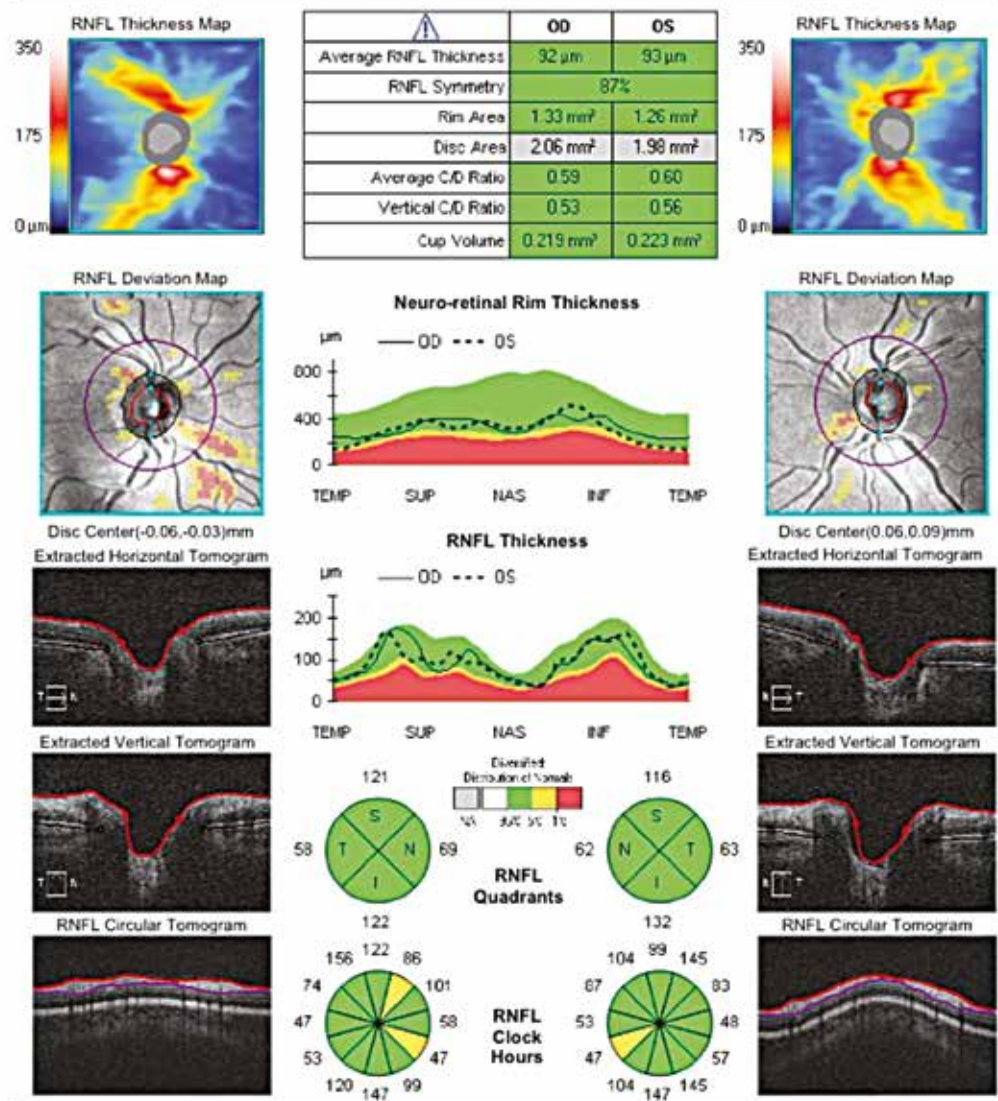 RNFL Thickness Map
350
175
0 µm
OD OS
Average RNFL Thickness 92 µm 93 µm
RNFL Symmetry 87%
Rim Area 1.33 mm² 1.26 mm²
Disc Area 2.06 mm² 1.98 mm²
Average C/D Ratio 0.59 0.60
Vertical C/D Ratio 0.53 0.56
Cup Volume 0.219 mm³ 0.223 mm³
RNFL Thickness Map
350
175
0 µm
RNFL Deviation Map
Disc Center(-0.06,-0.03)mm
Neuro-retinal Rim Thickness
µm OD OS
800
400
0
TEMP SUP NAS INF TEMP
RNFL Deviation Map
Disc Center(0.06,0.09)mm
Extracted Horizontal Tomogram
T N
RNFL Thickness
µm OD OS
200
100
0
TEMP SUP NAS INF TEMP
Extracted Horizontal Tomogram
N T
Extracted Vertical Tomogram
Diversified
Distribution of Normals
121
58 S T N I 69
122
RNFL
Quadrants
116
62 S N T I 63
132
Extracted Vertical Tomogram
RNFL Circular Tomogram
122
156 86
74 101
47 58
53 47
120 99
147
RNFL
Clock
Hours
99
104 145
87 83
53 48
47 57
104 145
147
RNFL Circular Tomogram